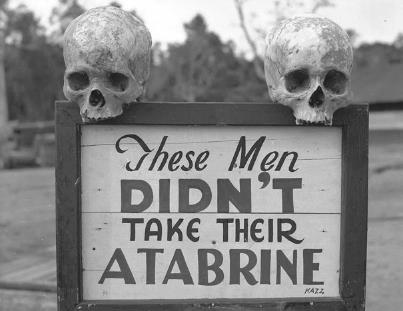 These Men
DIDN'T
TAKE THEIR
ATABRINE
KAZZ